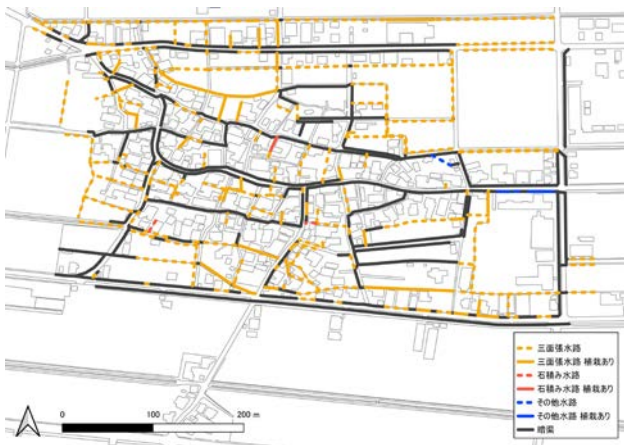 三面張水路
三面張水路 植栽あり
石積み水路
石積み水路 植栽あり
その他水路
その他水路 植栽あり
暗渠
0 100 200 m